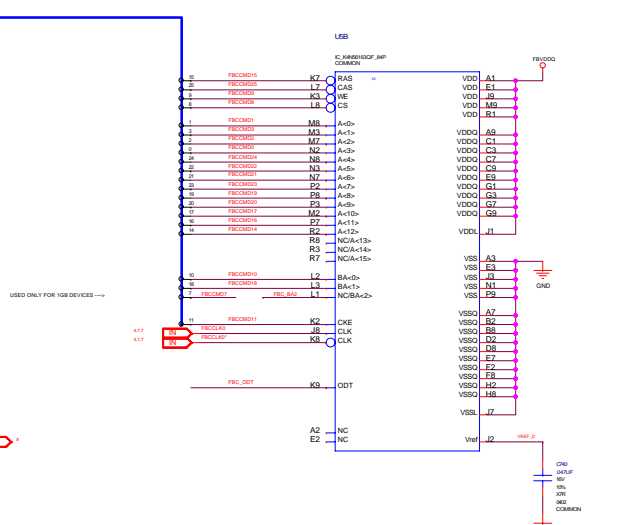 U5B
IC_K4N56163QF_84P
COMMON
FBVDDQ
15 FBCCMD15 K7 RAS VDD A1
25 FBCCMD25 L7 CAS VDD E1
9 FBCCMD9 K3 WE VDD J9
8 FBCCMD8 L8 CS VDD M9
VDD R1
1 FBCCMD1 M8 A<0> VDDQ A9
3 FBCCMD3 M3 A<1> VDDQ C1
2 FBCCMD2 M7 A<2> VDDQ C3
0 FBCCMD0 N2 A<3> VDDQ C7
24 FBCCMD24 N8 A<4> VDDQ C9
22 FBCCMD22 N3 A<5> VDDQ E9
21 FBCCMD21 N7 A<6> VDDQ G1
23 FBCCMD23 P2 A<7> VDDQ G3
19 FBCCMD19 P8 A<8> VDDQ G7
20 FBCCMD20 P3 A<9> VDDQ G9
17 FBCCMD17 M2 A<10>
16 FBCCMD16 P7 A<11>
14 FBCCMD14 R2 A<12> VDDL J1
R8 NC/A<13>
R3 NC/A<14>
R7 NC/A<15> VSS A3
VSS E3
10 FBCCMD10 L2 BA<0> VSS J3
18 FBCCMD18 L3 BA<1> VSS N1 GND
USED ONLY FOR 1GB DEVICES ----> 7 FBCCMD7 FBC_BA2 L1 NC/BA<2> VSS P9
VSSQ A7
11 FBCCMD11 K2 CKE VSSQ B2
4,7,7 IN FBCCLK0 J8 CLK VSSQ B8
4,7,7 IN FBCCLK0* K8 CLK VSSQ D2
VSSQ D8
VSSQ E7
VSSQ F2
VSSQ F8
FBC_ODT K9 ODT VSSQ H2
VSSQ H8
VSSL J7
A2 NC
E2 NC Vref J2 VREF_D
8
C740
.047UF
16V
10%
X7R
0402
COMMON